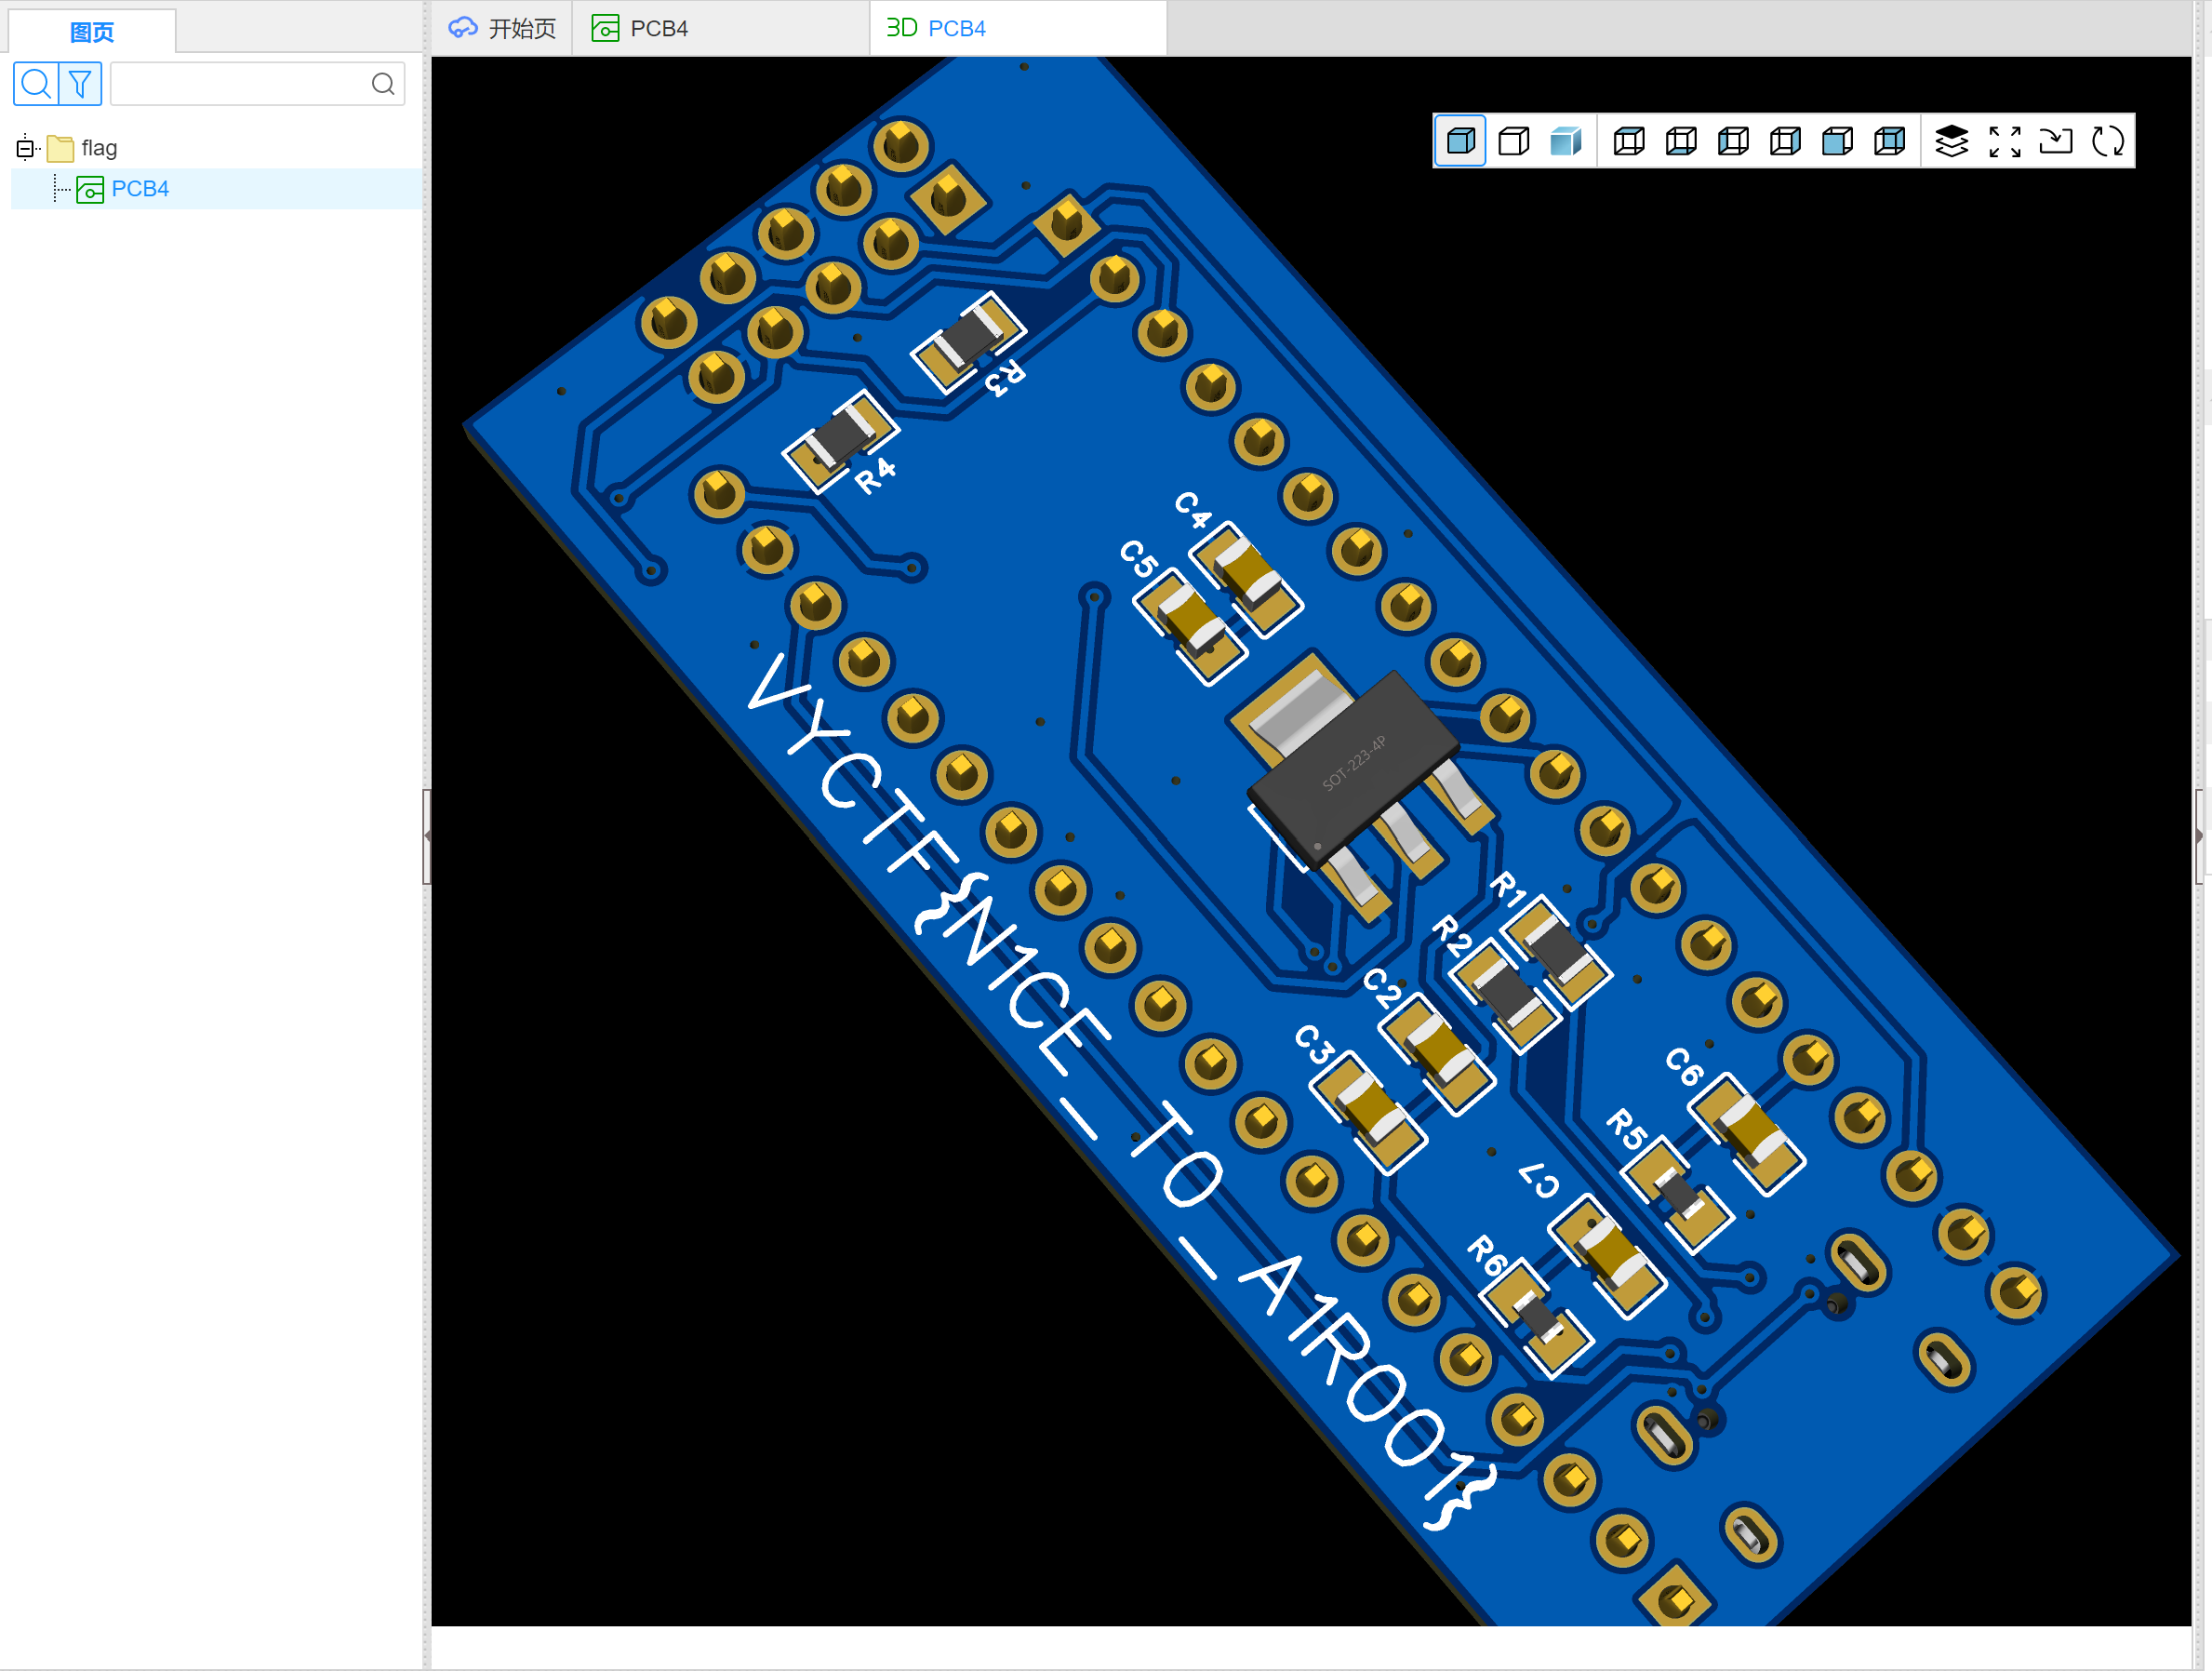 图页
开始页
PCB4
3D PCB4
flag
PCB4
R3
R4
C4
C5
SOT-223-4P
R1
R2
C2
C3
C6
R5
C7
R6
VYCTF{N1CE_T0_A1R001}